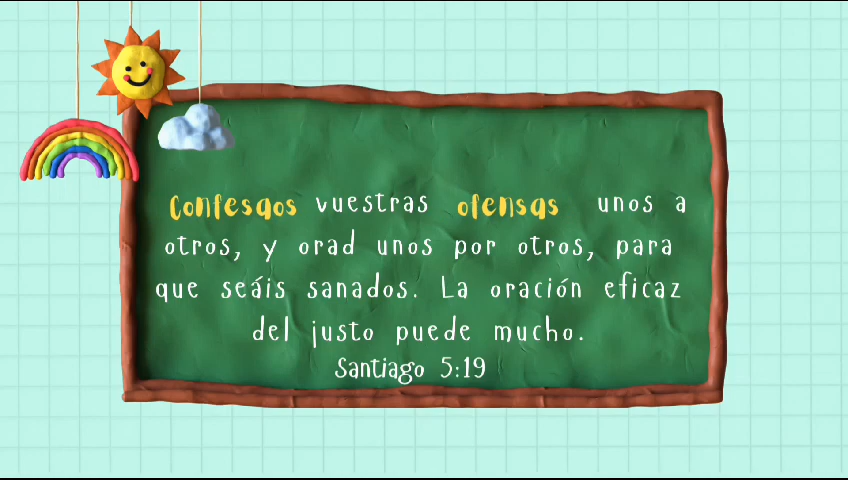 Confesaos vuestras ofensas unos a
otros, y orad unos por otros, para
que seáis sanados. La oración eficaz
del justo puede mucho.
Santiago 5:19